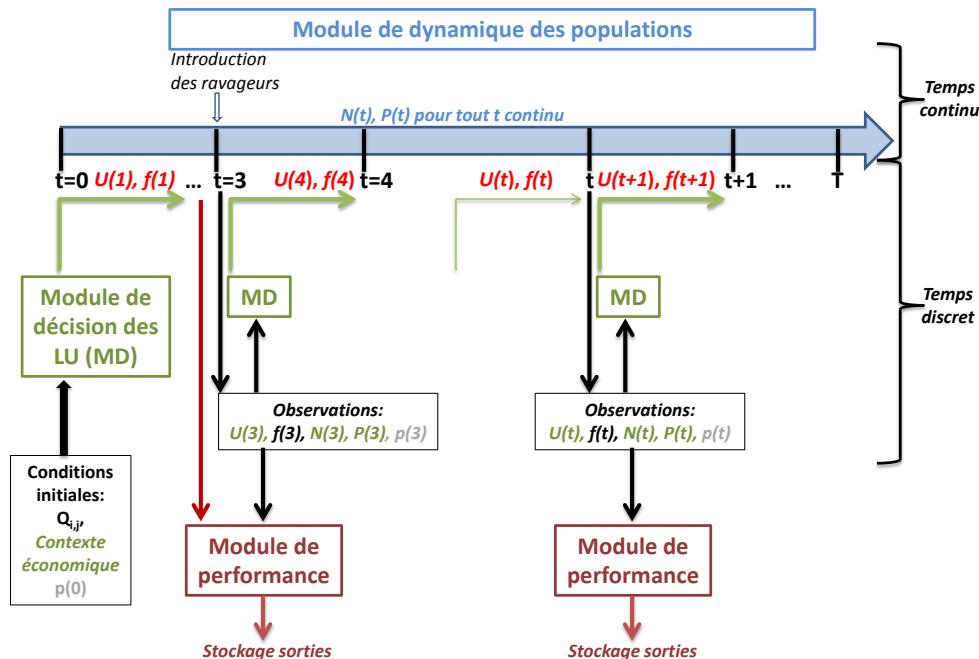 Module de dynamique des populations
Introduction
des ravageurs
N(t), P(t) pour tout t continu
Temps
continu
t=0 U(1), f(1) ... t=3 U(4), f(4) t=4 U(t), f(t) t U(t+1), f(t+1) t+1 ... T
Module de
décision des
LU (MD)
MD
MD
Temps
discret
Observations:
U(3), f(3), N(3), P(3), p(3)
Observations:
U(t), f(t), N(t), P(t), p(t)
Conditions
initiales:
Qi,j,
Contexte
économique
p(0)
Module de
performance
Module de
performance
Stockage sorties
Stockage sorties